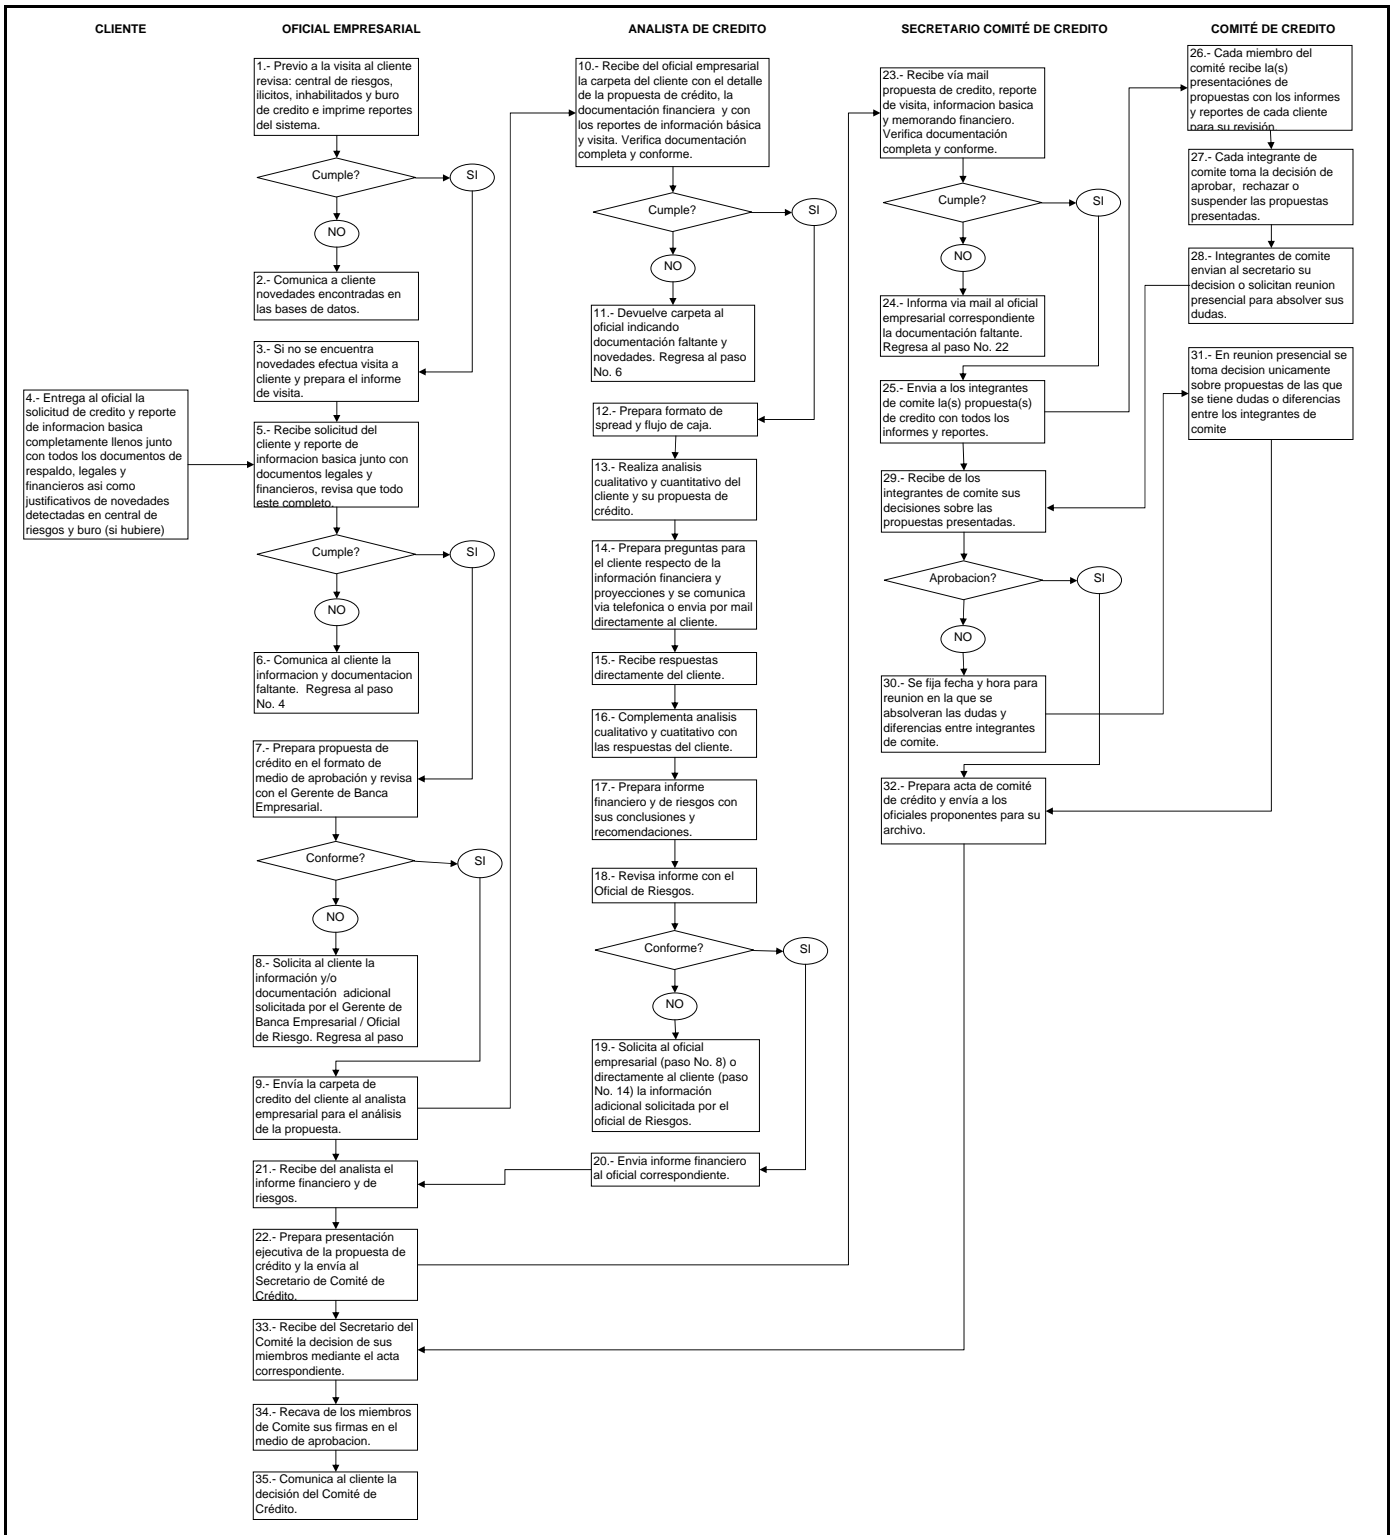 CLIENTE
OFICIAL EMPRESARIAL
ANALISTA DE CREDITO
SECRETARIO COMITÉ DE CREDITO
COMITÉ DE CREDITO
4.- Entrega al oficial la
solicitud de credito y reporte
de informacion basica
completamente llenos junto
con todos los documentos de
respaldo, legales y
financieros asi como
justificativos de novedades
detectadas en central de
riesgos y buro (si hubiere)
1.- Previo a la visita al cliente
revisa: central de riesgos,
ilicitos, inhabilitados y buro
de credito e imprime reportes
del sistema.
Cumple?
SI
NO
2.- Comunica a cliente
novedades encontradas en
las bases de datos.
3.- Si no se encuentra
novedades efectua visita a
cliente y prepara el informe
de visita.
5.- Recibe solicitud del
cliente y reporte de
informacion basica junto con
documentos legales y
financieros, revisa que todo
este completo.
Cumple?
SI
NO
6.- Comunica al cliente la
informacion y documentacion
faltante. Regresa al paso
No. 4
7.- Prepara propuesta de
crédito en el formato de
medio de aprobación y revisa
con el Gerente de Banca
Empresarial.
Conforme?
SI
NO
8.- Solicita al cliente la
información y/o
documentación adicional
solicitada por el Gerente de
Banca Empresarial / Oficial
de Riesgo. Regresa al paso
9.- Envía la carpeta de
credito del cliente al analista
empresarial para el análisis
de la propuesta.
21.- Recibe del analista el
informe financiero y de
riesgos.
22.- Prepara presentación
ejecutiva de la propuesta de
crédito y la envía al
Secretario de Comité de
Crédito.
33.- Recibe del Secretario del
Comité la decision de sus
miembros mediante el acta
correspondiente.
34.- Recava de los miembros
de Comite sus firmas en el
medio de aprobacion.
35.- Comunica al cliente la
decisión del Comité de
Crédito.
10.- Recibe del oficial empresarial
la carpeta del cliente con el detalle
de la propuesta de crédito, la
documentación financiera y con
los reportes de información básica
y visita. Verifica documentación
completa y conforme.
Cumple?
SI
NO
11.- Devuelve carpeta al
oficial indicando
documentación faltante y
novedades. Regresa al paso
No. 6
12.- Prepara formato de
spread y flujo de caja.
13.- Realiza analisis
cualitativo y cuantitativo del
cliente y su propuesta de
crédito.
14.- Prepara preguntas para
el cliente respecto de la
información financiera y
proyecciones y se comunica
via telefonica o envia por mail
directamente al cliente.
15.- Recibe respuestas
directamente del cliente.
16.- Complementa analisis
cualitativo y cuatitativo con
las respuestas del cliente.
17.- Prepara informe
financiero y de riesgos con
sus conclusiones y
recomendaciones.
18.- Revisa informe con el
Oficial de Riesgos.
Conforme?
SI
NO
19.- Solicita al oficial
empresarial (paso No. 8) o
directamente al cliente (paso
No. 14) la información
adicional solicitada por el
oficial de Riesgos.
20.- Envia informe financiero
al oficial correspondiente.
23.- Recibe vía mail
propuesta de credito, reporte
de visita, informacion basica
y memorando financiero.
Verifica documentación
completa y conforme.
Cumple?
SI
NO
24.- Informa via mail al oficial
empresarial correspondiente
la documentación faltante.
Regresa al paso No. 22
25.- Envia a los integrantes
de comite la(s) propuesta(s)
de credito con todos los
informes y reportes.
29.- Recibe de los
integrantes de comite sus
decisiones sobre las
propuestas presentadas.
Aprobacion?
SI
NO
30.- Se fija fecha y hora para
reunion en la que se
absolveran las dudas y
diferencias entre integrantes
de comite.
32.- Prepara acta de comité
de crédito y envía a los
oficiales proponentes para su
archivo.
26.- Cada miembro del
comité recibe la(s)
presentaciónes de
propuestas con los informes
y reportes de cada cliente
para su revisión.
27.- Cada integrante de
comite toma la decisión de
aprobar, rechazar o
suspender las propuestas
presentadas.
28.- Integrantes de comite
envian al secretario su
decision o solicitan reunion
presencial para absolver sus
dudas.
31.- En reunion presencial se
toma decision unicamente
sobre propuestas de las que
se tiene dudas o diferencias
entre los integrantes de
comite